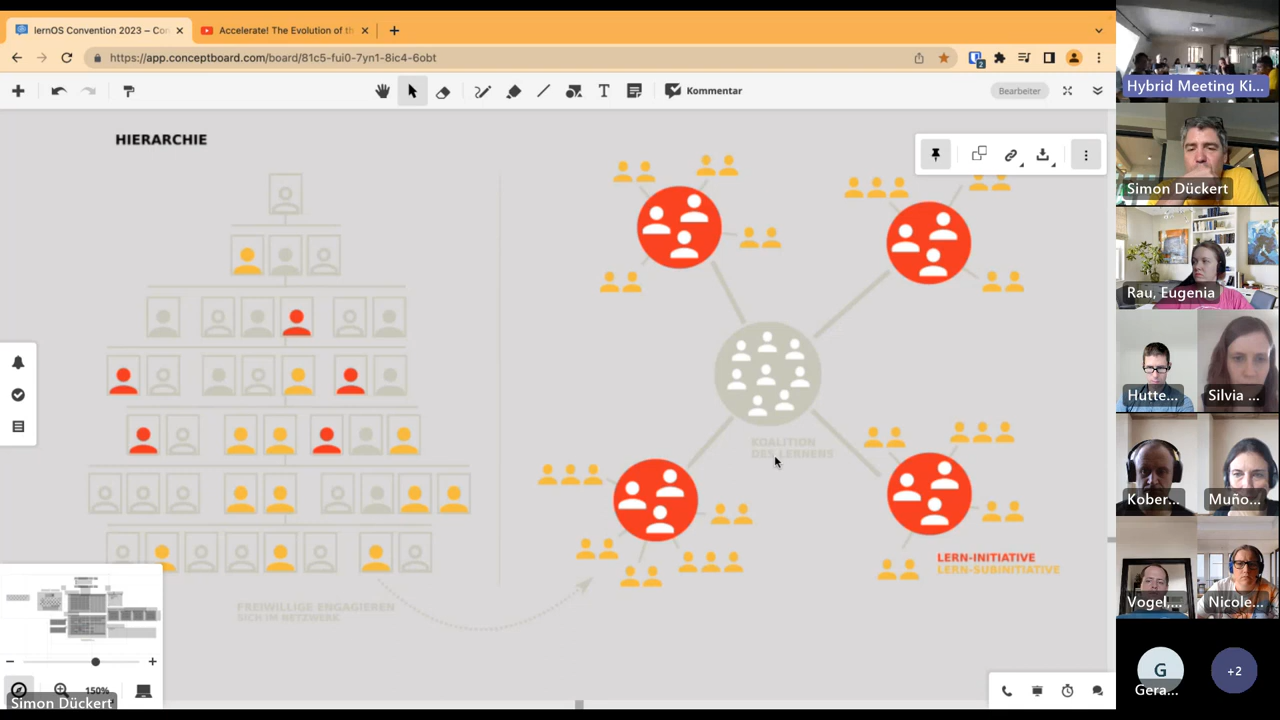 lernOS Convention 2023 – Co
Accelerate! The Evolution of th
https://app.conceptboard.com/board/81c5-fui0-7yn1-8ic4-6obt
2
T
Kommentar
Bearbeiter
HIERARCHIE
KOALITION
DES LERNENS
LERN-INITIATIVE
LERN-SUBINITIATIVE
FREIWILLIGE ENGAGIEREN
SICH IM NETZWERK
150%
Simon Dückert
Hybrid Meeting Ki...
Simon Dückert
Rau, Eugenia
Hutte...
Silvia ...
Kober...
Muño...
Vogel,...
Nicole...
G
Gera...
+2